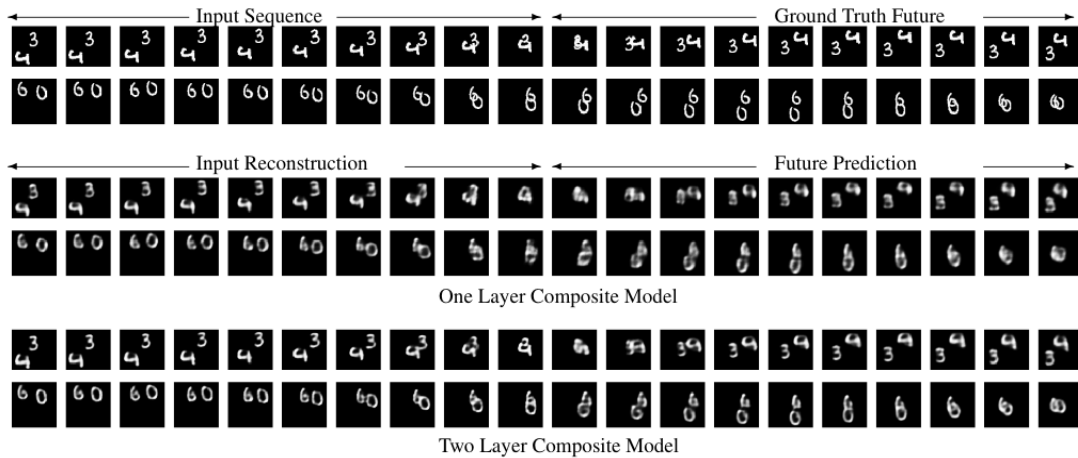 Input Sequence Ground Truth Future
Input Reconstruction Future Prediction
One Layer Composite Model
Two Layer Composite Model